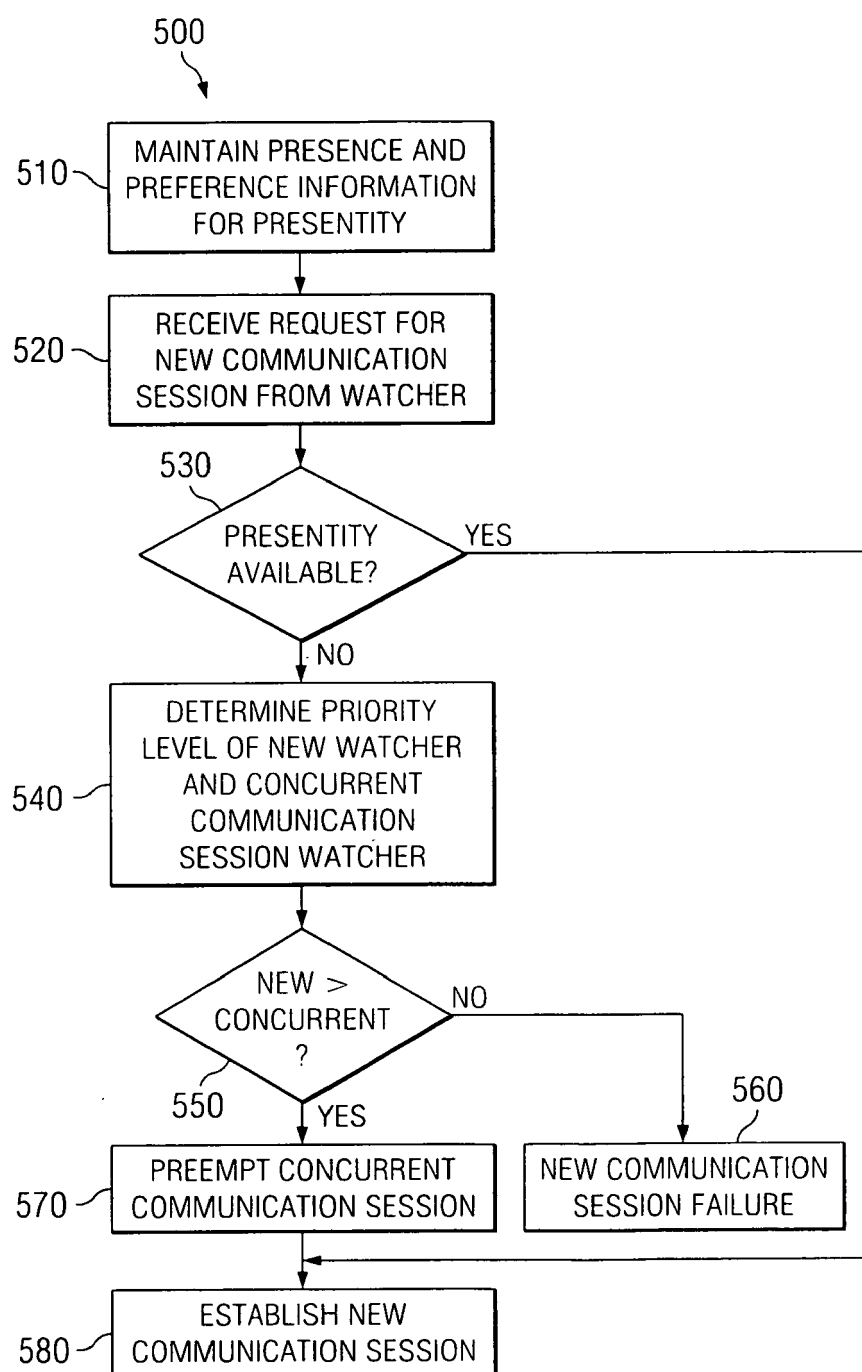 500
510
MAINTAIN PRESENCE AND
PREFERENCE INFORMATION
FOR PRESENTITY
520
RECEIVE REQUEST FOR
NEW COMMUNICATION
SESSION FROM WATCHER
530
PRESENTITY
AVAILABLE?
YES
NO
540
DETERMINE PRIORITY
LEVEL OF NEW WATCHER
AND CONCURRENT
COMMUNICATION
SESSION WATCHER
NEW >
CONCURRENT
?
NO
550
YES
560
570
PREEMPT CONCURRENT
COMMUNICATION SESSION
NEW COMMUNICATION
SESSION FAILURE
580
ESTABLISH NEW
COMMUNICATION SESSION